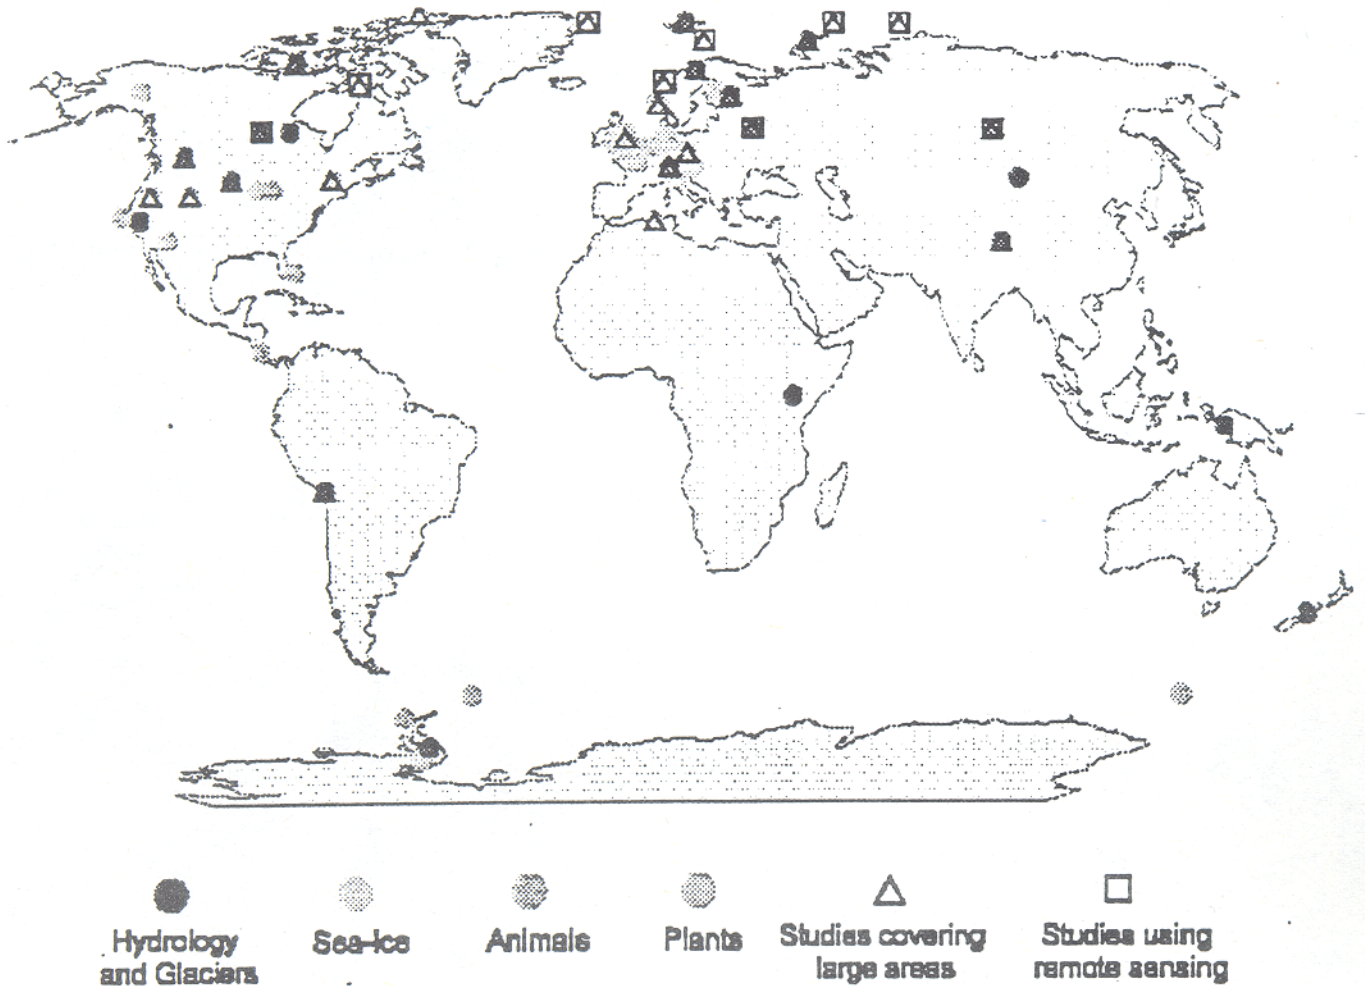 Hydrology
and Glaciers
Sea-Ice
Animals
Plants
Studies covering
large areas
Studies using
remote sensing